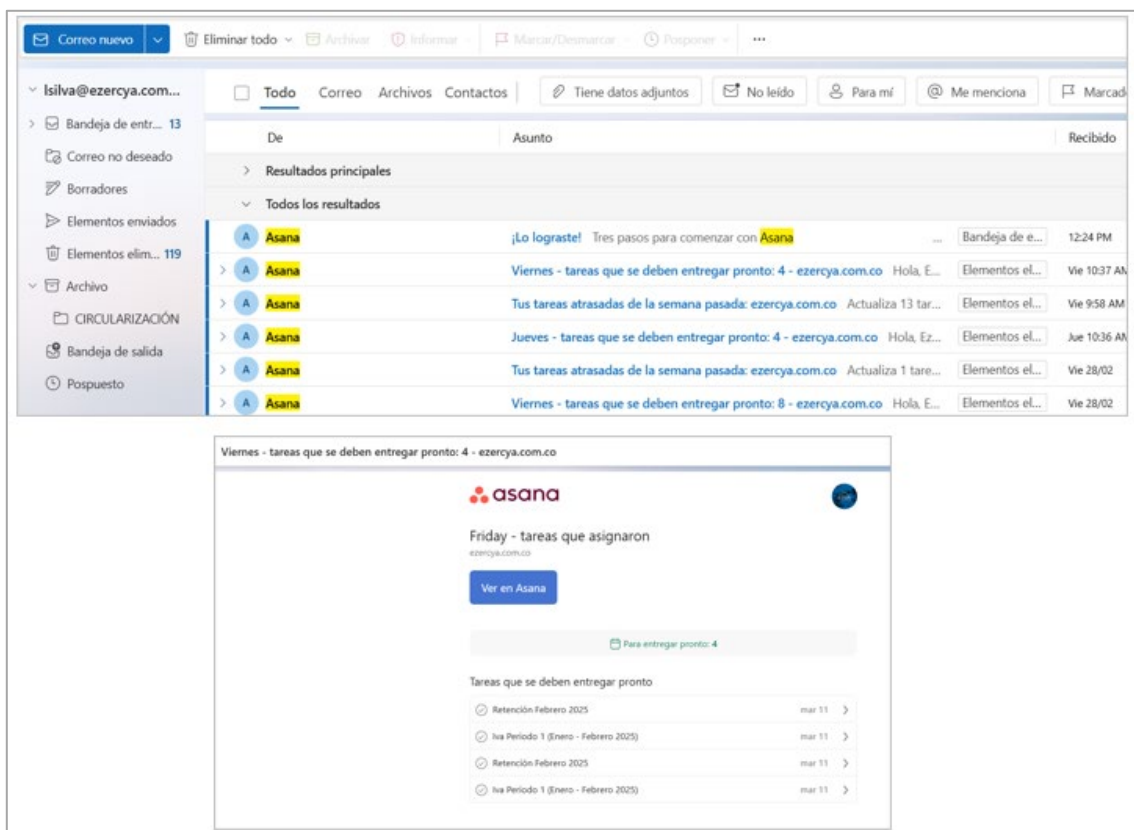 Correo nuevo Eliminar todo Archivar Informar Marcar/Desmarcar Posponer ...
lsilva@ezercya.com...
Todo Correo Archivos Contactos Tiene datos adjuntos No leído Para mí Me menciona Marcad
Bandeja de entr... 13
De Asunto Recibido
Correo no deseado
Resultados principales
Borradores
Todos los resultados
Elementos enviados
A Asana ¡Lo lograste! Tres pasos para comenzar con Asana ... Bandeja de e... 12:24 PM
Elementos elim... 119
A Asana Viernes - tareas que se deben entregar pronto: 4 - ezercya.com.co Hola, E... Elementos el... Vie 10:37 AM
Archivo
A Asana Tus tareas atrasadas de la semana pasada: ezercya.com.co Actualiza 13 tar... Elementos el... Vie 9:58 AM
CIRCULARIZACIÓN
A Asana Jueves - tareas que se deben entregar pronto: 4 - ezercya.com.co Hola, Ez... Elementos el... Jue 10:36 AM
Bandeja de salida
A Asana Tus tareas atrasadas de la semana pasada: ezercya.com.co Actualiza 1 tare... Elementos el... Vie 28/02
Pospuesto
A Asana Viernes - tareas que se deben entregar pronto: 8 - ezercya.com.co Hola, E... Elementos el... Vie 28/02
Viernes - tareas que se deben entregar pronto: 4 - ezercya.com.co
asana
Friday - tareas que asignaron
ezercya.com.co
Ver en Asana
Para entregar pronto: 4
Tareas que se deben entregar pronto
Retención Febrero 2025 mar 11
Iva Periodo 1 (Enero - Febrero 2025) mar 11
Retención Febrero 2025 mar 11
Iva Periodo 1 (Enero - Febrero 2025) mar 11